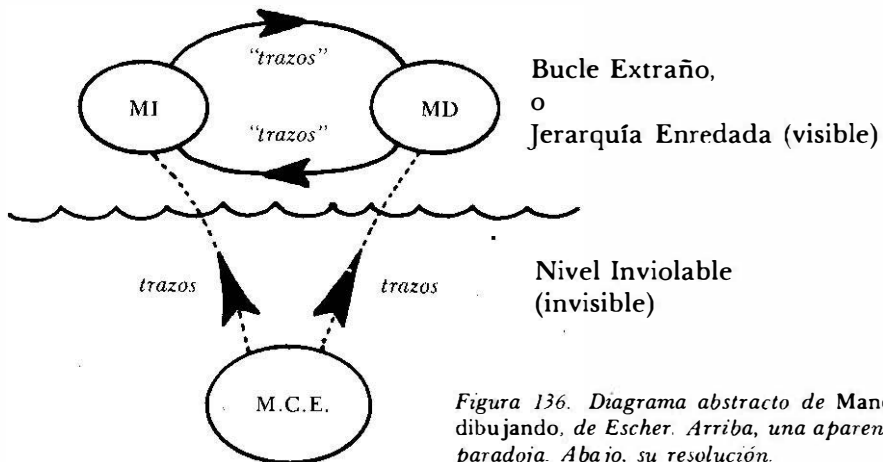 "trazos"
MI
MD
"trazos"
Bucle Extraño,
o
Jerarquía Enredada (visible)
trazos
trazos
Nivel Inviolable
(invisible)
M.C.E.
Figura 136. Diagrama abstracto de
dibujando, de Escher. Arriba, una
paradoja. Abajo, su resolución.